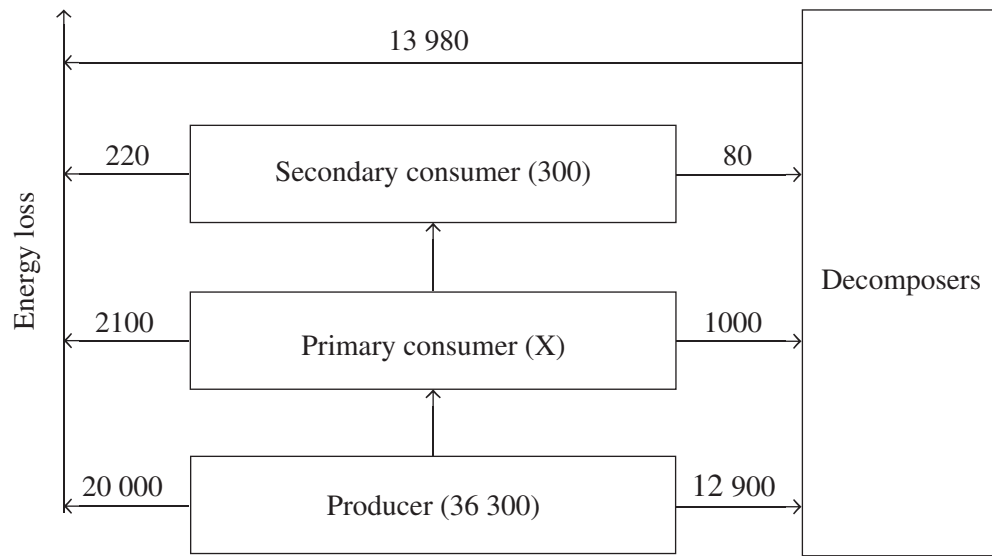 13 980
220
Secondary consumer (300)
80
Energy loss
Decomposers
2100
Primary consumer (X)
1000
20 000
Producer (36 300)
12 900